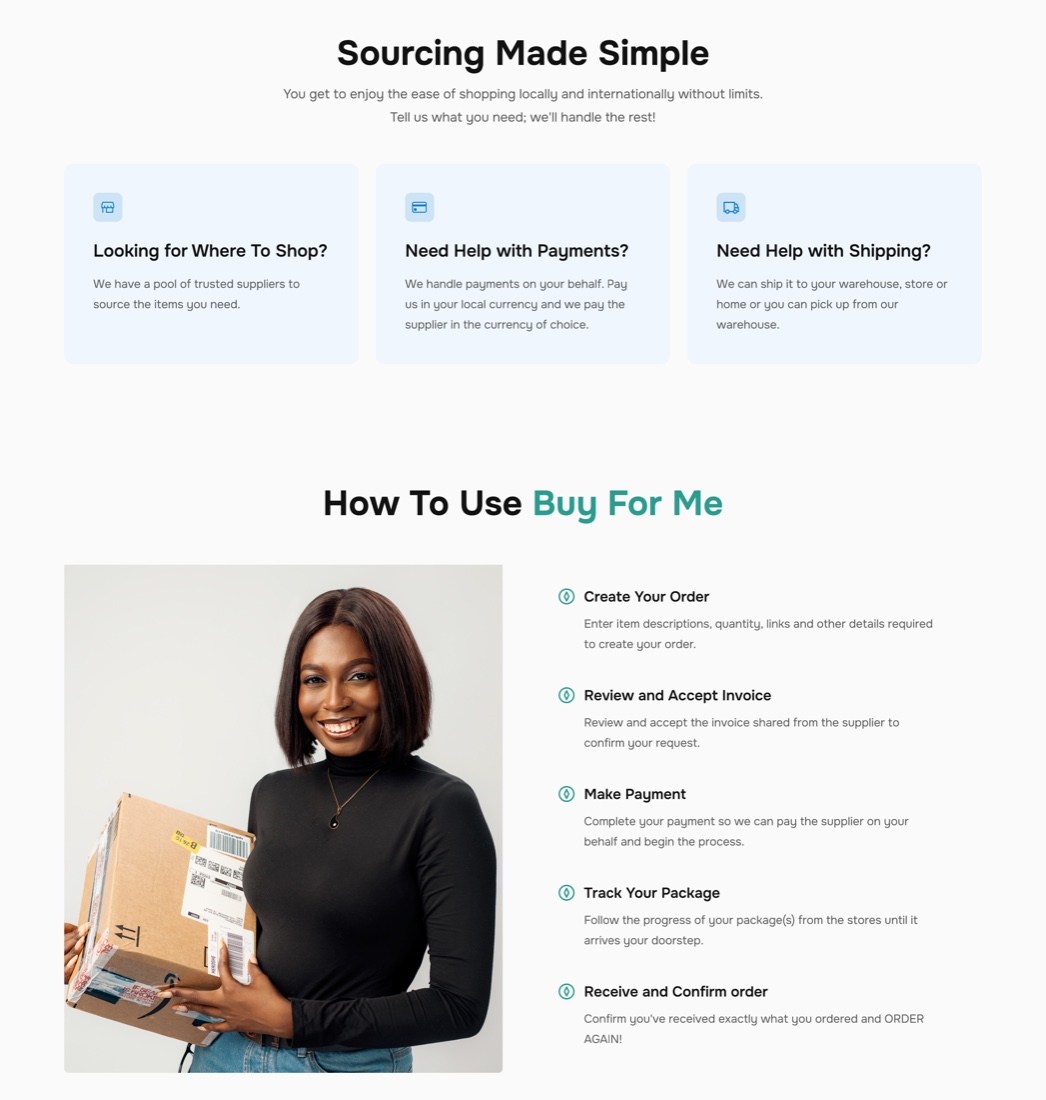 Sourcing Made Simple
You get to enjoy the ease of shopping locally and internationally without limits.
Tell us what you need; we'll handle the rest!
Looking for Where To Shop?
We have a pool of trusted suppliers to
source the items you need.
Need Help with Payments?
We handle payments on your behalf. Pay
us in your local currency and we pay the
supplier in the currency of choice.
Need Help with Shipping?
We can ship it to your warehouse, store or
home or you can pick up from our
warehouse.
How To Use Buy For Me
Create Your Order
Enter item descriptions, quantity, links and other details required
to create your order.
Review and Accept Invoice
Review and accept the invoice shared from the supplier to
confirm your request.
Make Payment
Complete your payment so we can pay the supplier on your
behalf and begin the process.
Track Your Package
Follow the progress of your package(s) from the stores until it
arrives your doorstep.
Receive and Confirm order
Confirm you've received exactly what you ordered and ORDER
AGAIN!